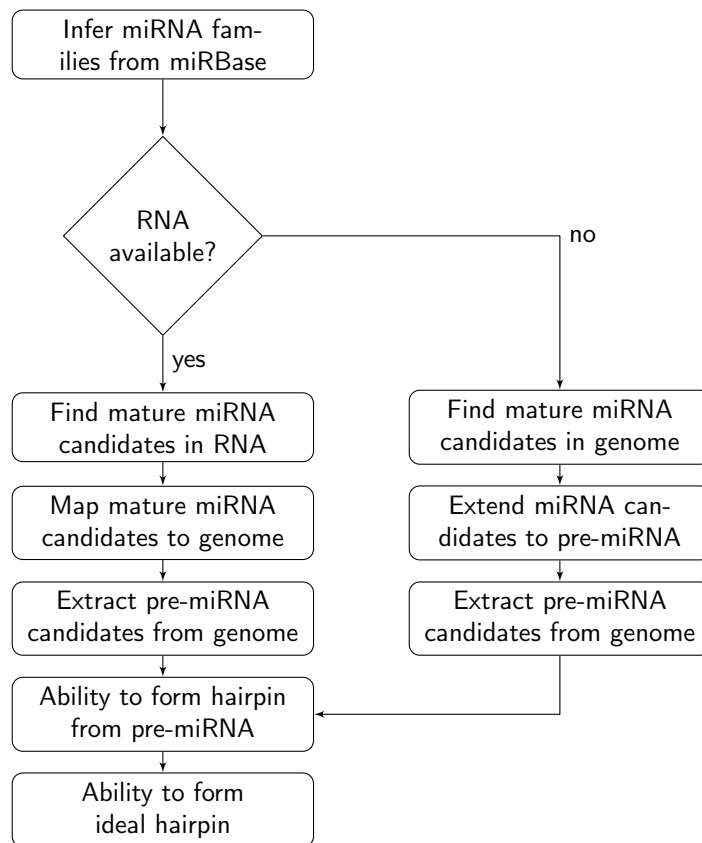 Infer miRNA fam-
ilies from miRBase
RNA
available?
no
yes
Find mature miRNA
candidates in RNA
Find mature miRNA
candidates in genome
Map mature miRNA
candidates to genome
Extend miRNA can-
didates to pre-miRNA
Extract pre-miRNA
candidates from genome
Extract pre-miRNA
candidates from genome
Ability to form hairpin
from pre-miRNA
Ability to form
ideal hairpin